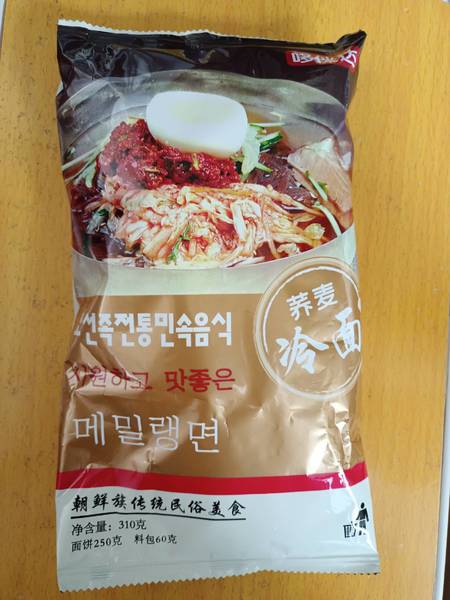 荞麦
冷面
선족전통민속음식
시원하고 맛좋은
메밀랭면
朝鲜族传统民俗美食
净含量：310克
面饼250克 料包60克